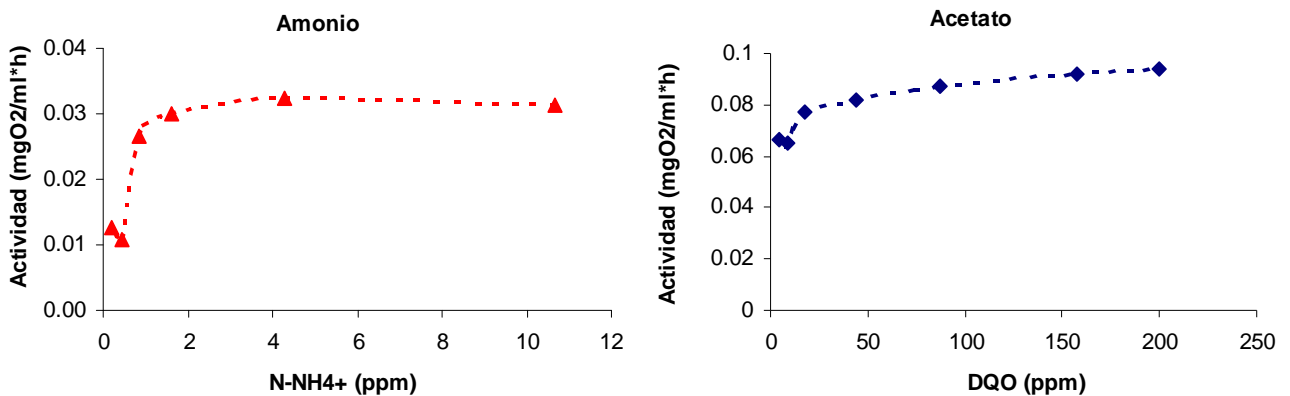 Amonio
Actividad (mgO2/ml*h)
0.04
0.03
0.02
0.01
0.00
0 2 4 6 8 10 12
N-NH4+ (ppm)
Acetato
Actividad (mgO2/ml*h)
0.1
0.08
0.06
0.04
0.02
0
0 50 100 150 200 250
DQO (ppm)